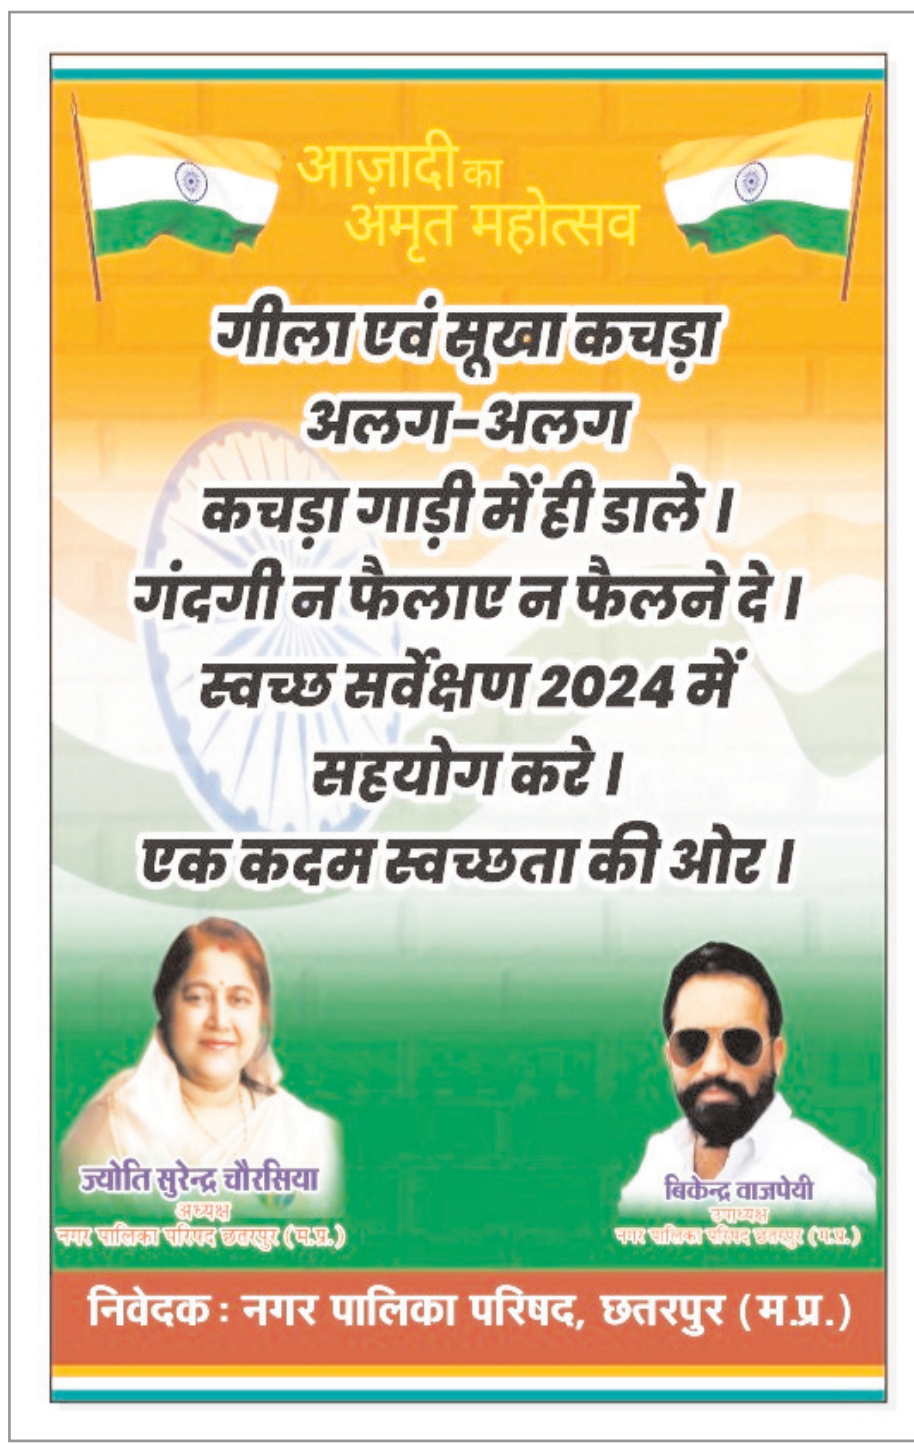 आज़ादी का
अमृत महोत्सव
गीला एवं सूखा कचड़ा
अलग-अलग
कचड़ा गाड़ी में ही डाले ।
गंदगी न फैलाए न फैलने दे ।
स्वच्छ सर्वेक्षण 2024 में
सहयोग करे ।
एक कदम स्वच्छता की ओर ।
ज्योति सुरेन्द्र चौरसिया
अध्यक्ष
नगर पालिका परिषद छतरपुर (म.प्र.)
बिकेन्द्र वाजपेयी
उपाध्यक्ष
नगर पालिका परिषद छतरपुर (म.प्र.)
निवेदक : नगर पालिका परिषद, छतरपुर (म.प्र.)